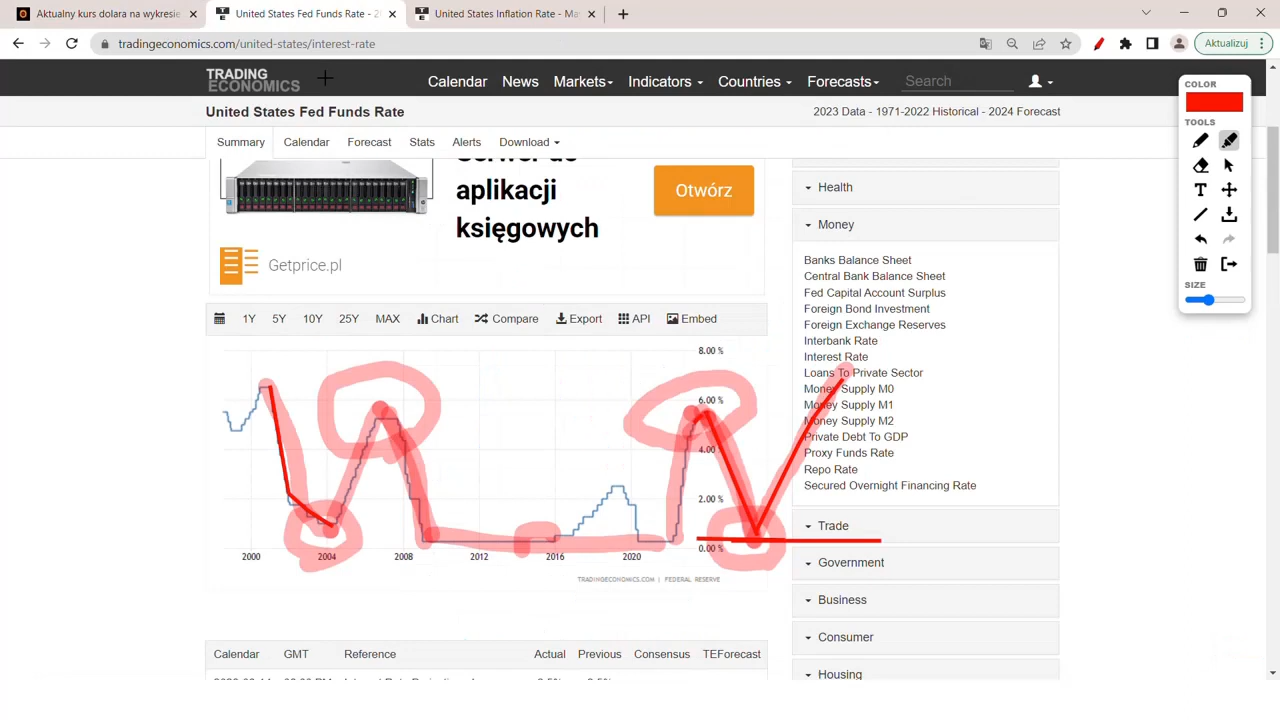 Aktualny kurs dolara na wykresie
United States Fed Funds Rate - 2
United States Inflation Rate - Ma
tradingeconomics.com/united-states/interest-rate
Aktualizuj
TRADING
ECONOMICS
Calendar News Markets Indicators Countries Forecasts Search
United States Fed Funds Rate
2023 Data - 1971-2022 Historical - 2024 Forecast
Summary Calendar Forecast Stats Alerts Download
aplikacji
księgowych
Otwórz
Getprice.pl
1Y 5Y 10Y 25Y MAX Chart Compare Export API Embed
8.00 %
6.00 %
4.00 %
2.00 %
0.00 %
2000 2004 2008 2012 2016 2020
TRADINGECONOMICS.COM | FEDERAL RESERVE
Calendar GMT Reference Actual Previous Consensus TEForecast
Health
Money
Banks Balance Sheet
Central Bank Balance Sheet
Fed Capital Account Surplus
Foreign Bond Investment
Foreign Exchange Reserves
Interbank Rate
Interest Rate
Loans To Private Sector
Money Supply M0
Money Supply M1
Money Supply M2
Private Debt To GDP
Proxy Funds Rate
Repo Rate
Secured Overnight Financing Rate
Trade
Government
Business
Consumer
Housing
COLOR
TOOLS
T
SIZE